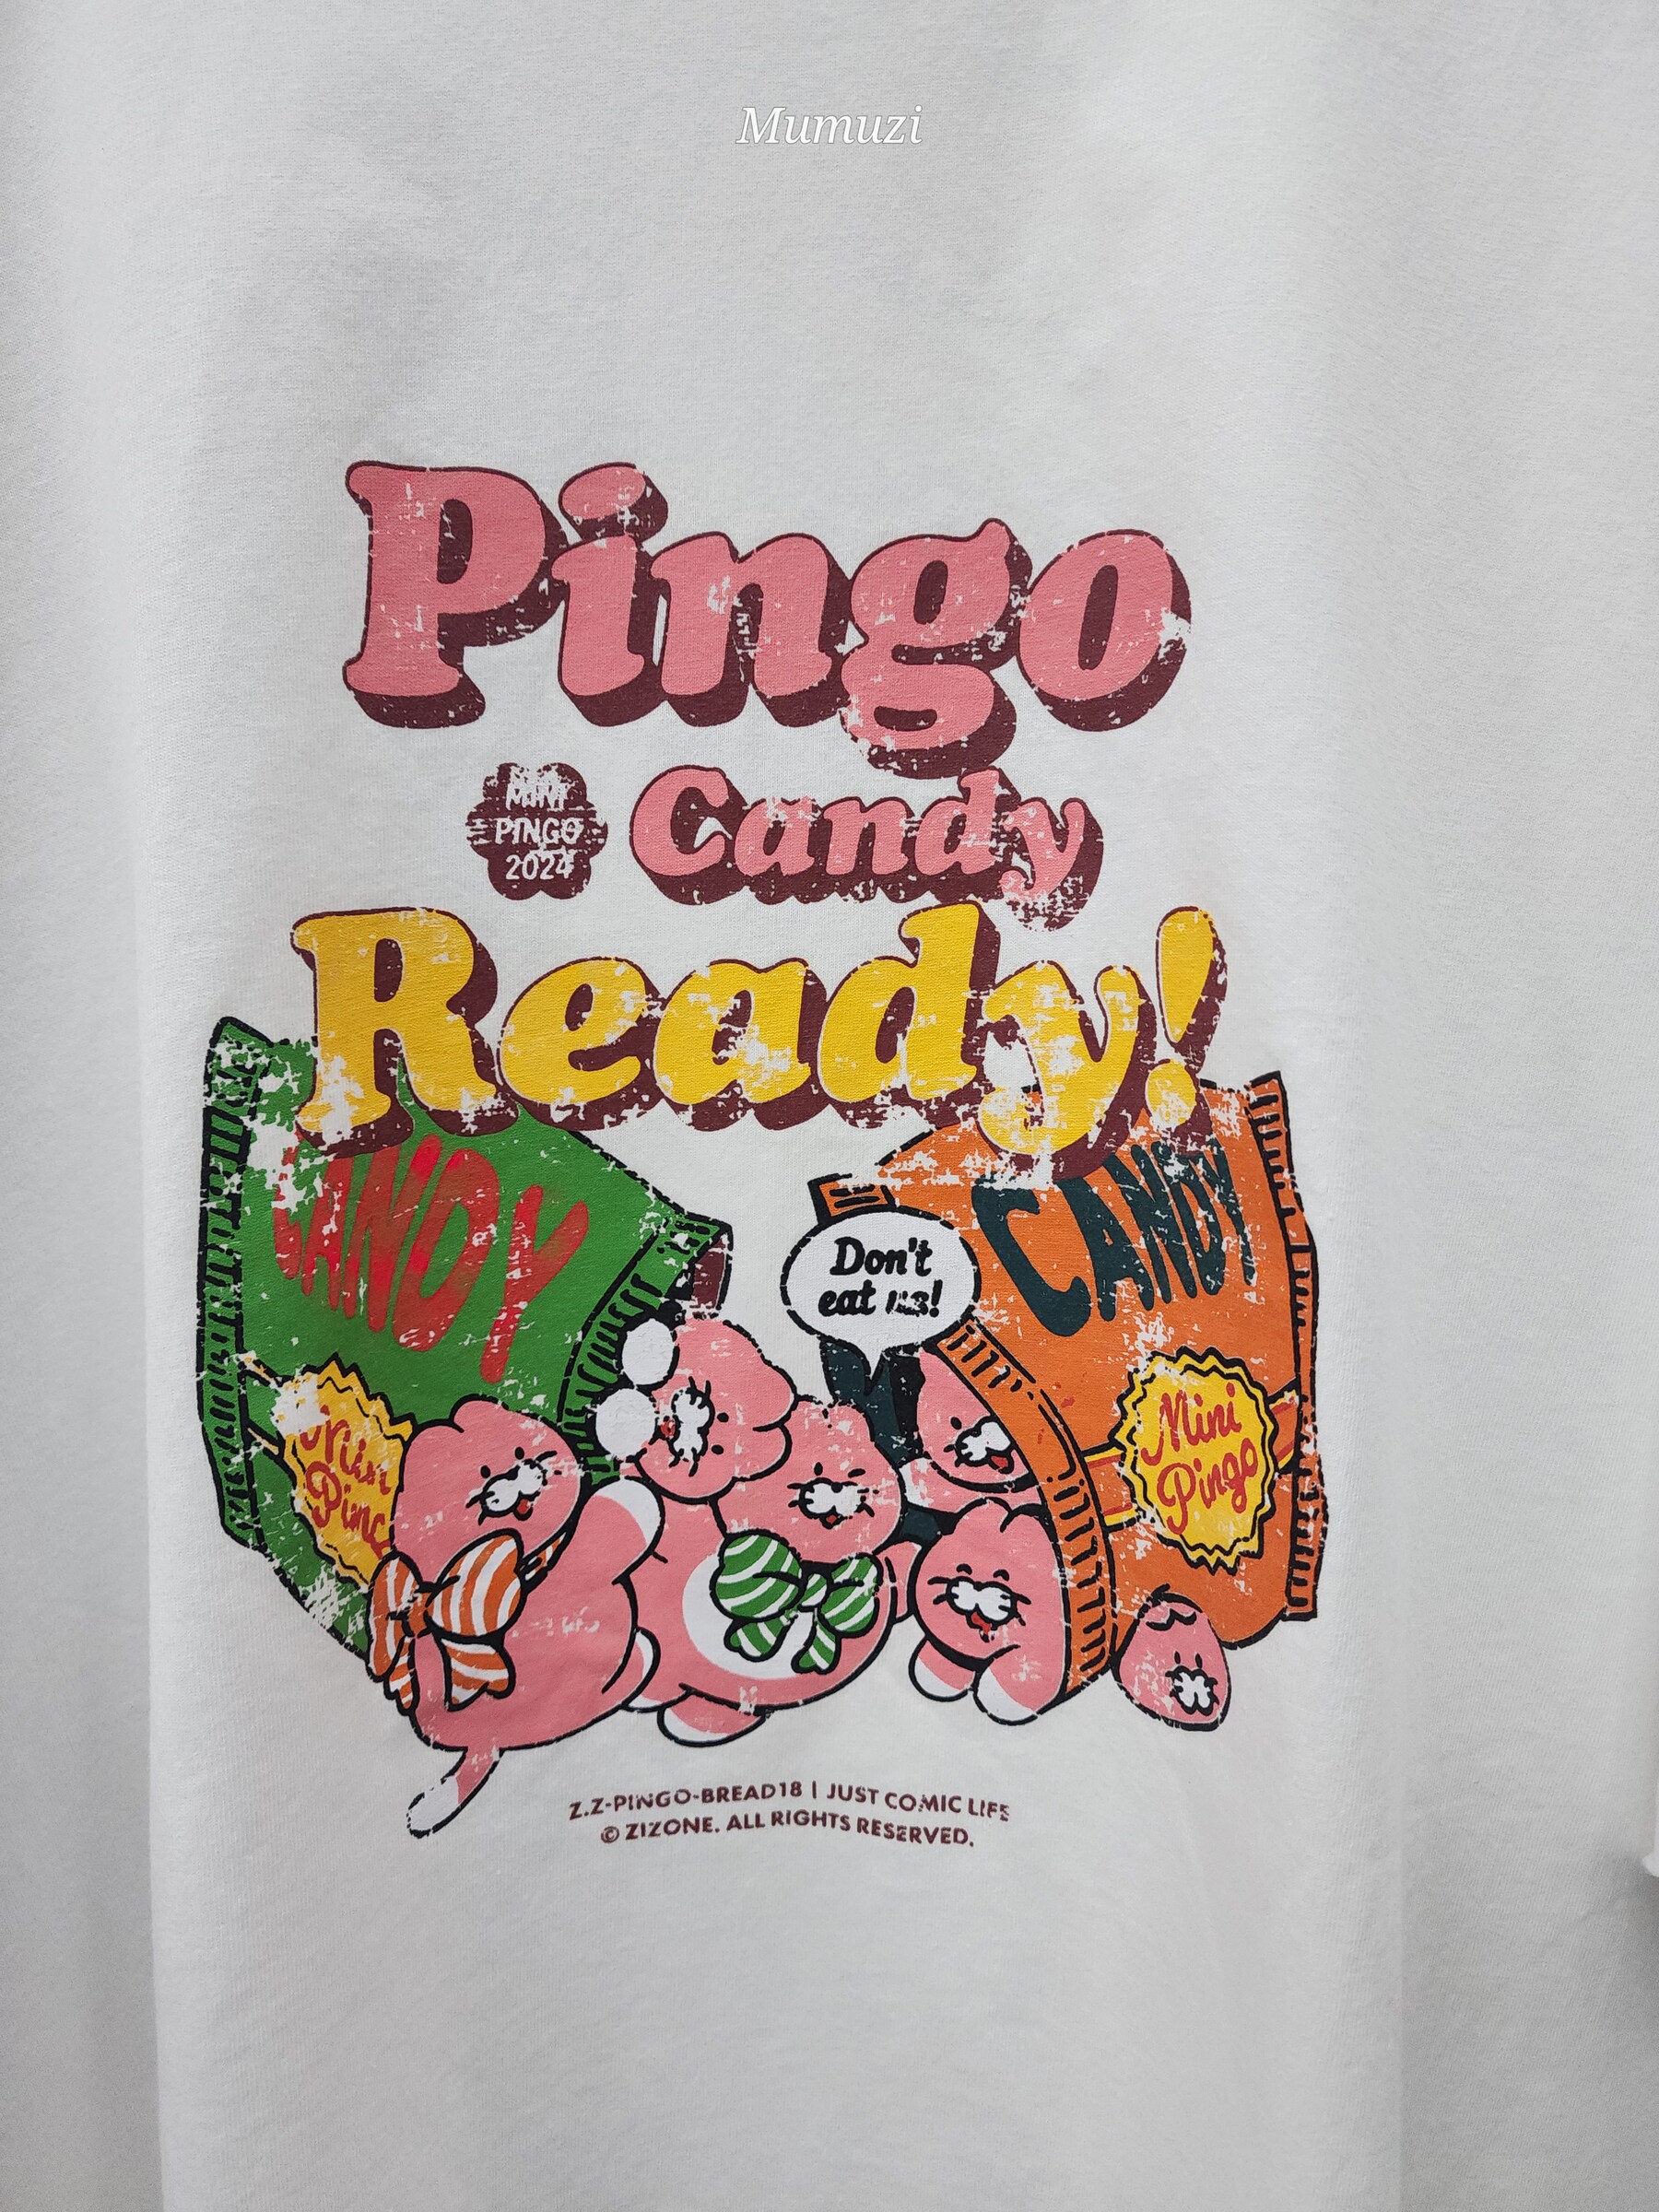 Mumuzi
Pingo
MINI
PINGO
2024
Candy
Ready!
CANDY
CANDY
Don't
eat us!
Mini
Pingo
Z.Z-PINGO-BREAD18 | JUST COMIC LIFE
© ZIZONE. ALL RIGHTS RESERVED.